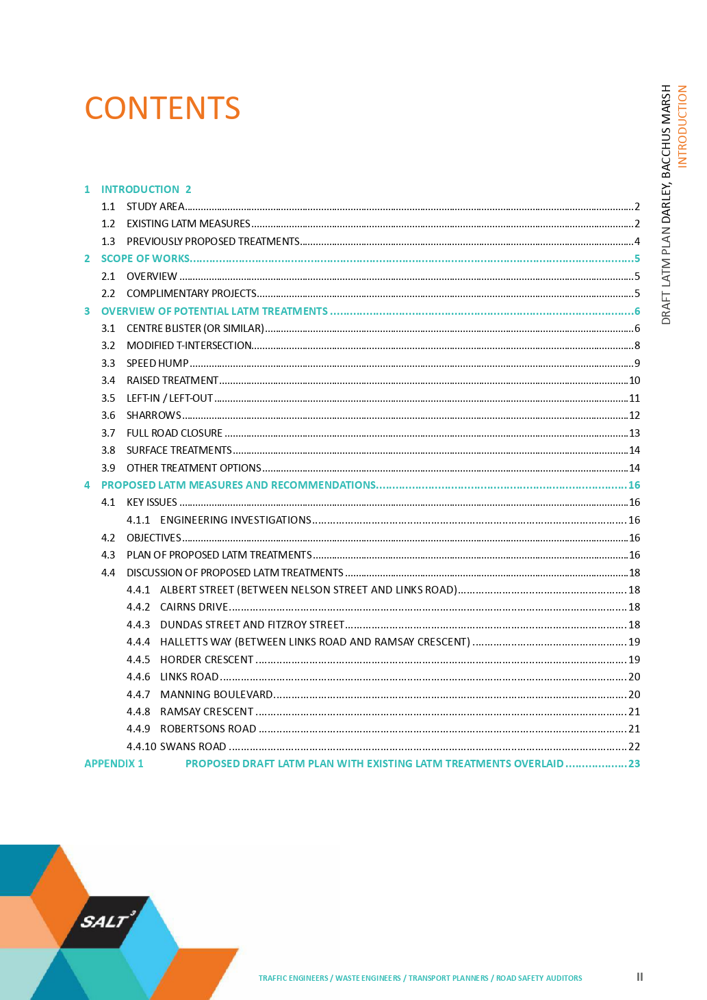 CONTENTS
1 INTRODUCTION 2
1.1 STUDY AREA 2
1.2 EXISTING LATM MEASURES 2
1.3 PREVIOUSLY PROPOSED TREATMENTS 4
2 SCOPE OF WORKS 5
2.1 OVERVIEW 5
2.2 COMPLIMENTARY PROJECTS 5
3 OVERVIEW OF POTENTIAL LATM TREATMENTS 6
3.1 CENTRE BLISTER (OR SIMILAR) 6
3.2 MODIFIED T-INTERSECTION 8
3.3 SPEED HUMP 9
3.4 RAISED TREATMENT 10
3.5 LEFT-IN / LEFT-OUT 11
3.6 SHARROWS 12
3.7 FULL ROAD CLOSURE 13
3.8 SURFACE TREATMENTS 14
3.9 OTHER TREATMENT OPTIONS 14
4 PROPOSED LATM MEASURES AND RECOMMENDATIONS 16
4.1 KEY ISSUES 16
4.1.1 ENGINEERING INVESTIGATIONS 16
4.2 OBJECTIVES 16
4.3 PLAN OF PROPOSED LATM TREATMENTS 16
4.4 DISCUSSION OF PROPOSED LATM TREATMENTS 18
4.4.1 ALBERT STREET (BETWEEN NELSON STREET AND LINKS ROAD) 18
4.4.2 CAIRNS DRIVE 18
4.4.3 DUNDAS STREET AND FITZROY STREET 18
4.4.4 HALLETTS WAY (BETWEEN LINKS ROAD AND RAMSAY CRESCENT) 19
4.4.5 HORDER CRESCENT 19
4.4.6 LINKS ROAD 20
4.4.7 MANNING BOULEVARD 20
4.4.8 RAMSAY CRESCENT 21
4.4.9 ROBERTSONS ROAD 21
4.4.10 SWANS ROAD 22
APPENDIX 1 PROPOSED DRAFT LATM PLAN WITH EXISTING LATM TREATMENTS OVERLAID 23
DRAFT LATM PLAN DARLEY, BACCHUS MARSH
INTRODUCTION
SALT3
TRAFFIC ENGINEERS / WASTE ENGINEERS / TRANSPORT PLANNERS / ROAD SAFETY AUDITORS
II